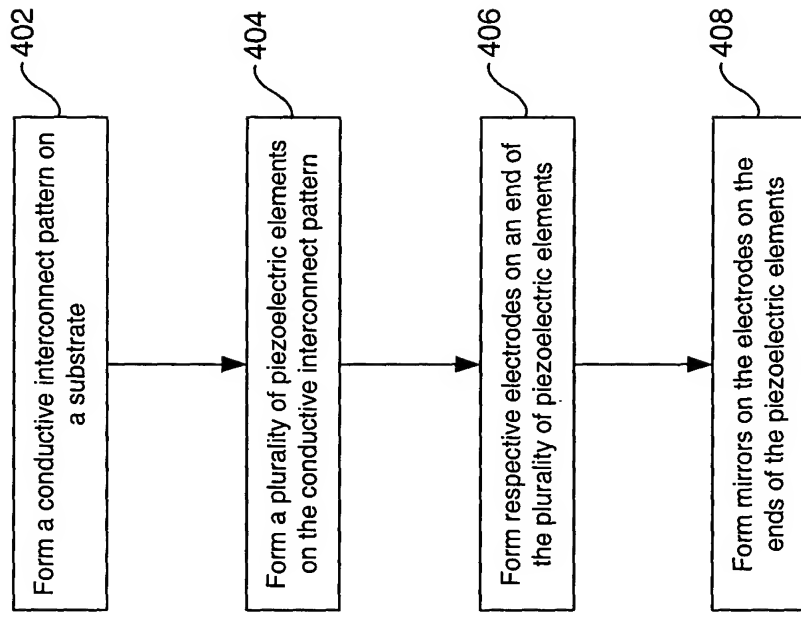 402
Form a conductive interconnect pattern on
a substrate
404
Form a plurality of piezoelectric elements
on the conductive interconnect pattern
406
Form respective electrodes on an end of
the plurality of piezoelectric elements
408
Form mirrors on the electrodes on the
ends of the piezoelectric elements